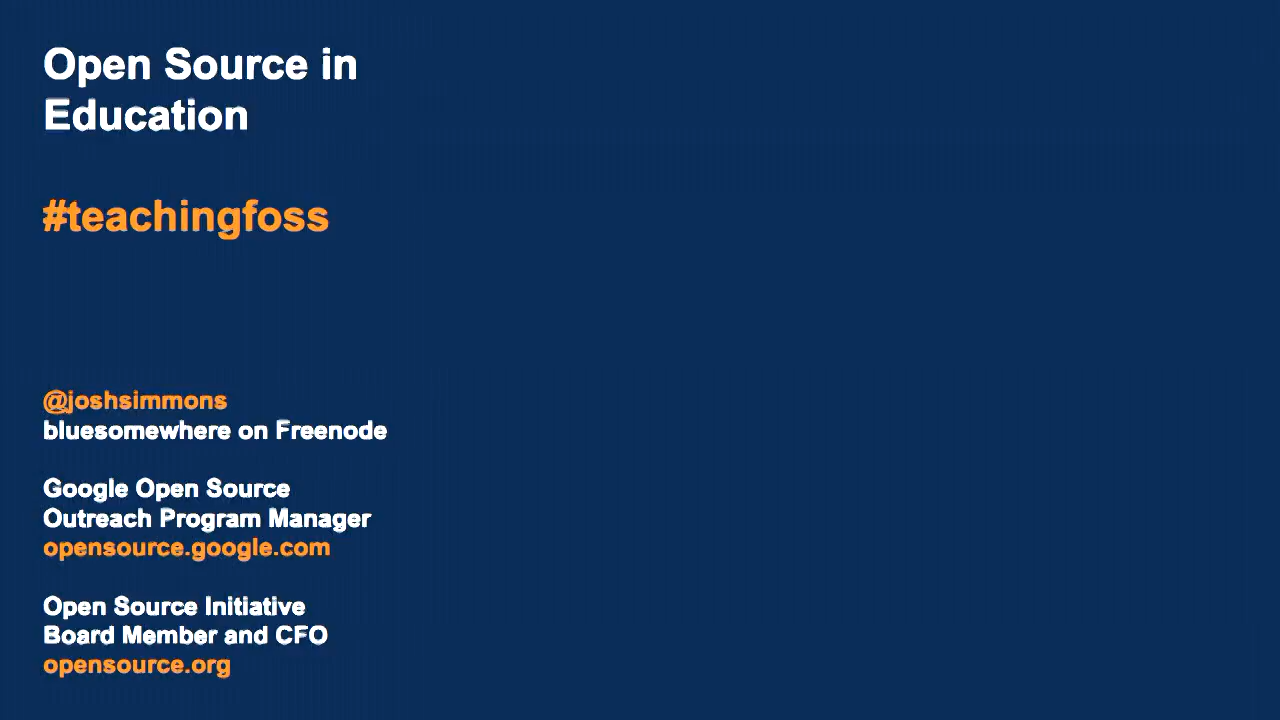 Open Source in
Education
#teachingfoss
@joshsimmons
bluesomewhere on Freenode
Google Open Source
Outreach Program Manager
opensource.google.com
Open Source Initiative
Board Member and CFO
opensource.org